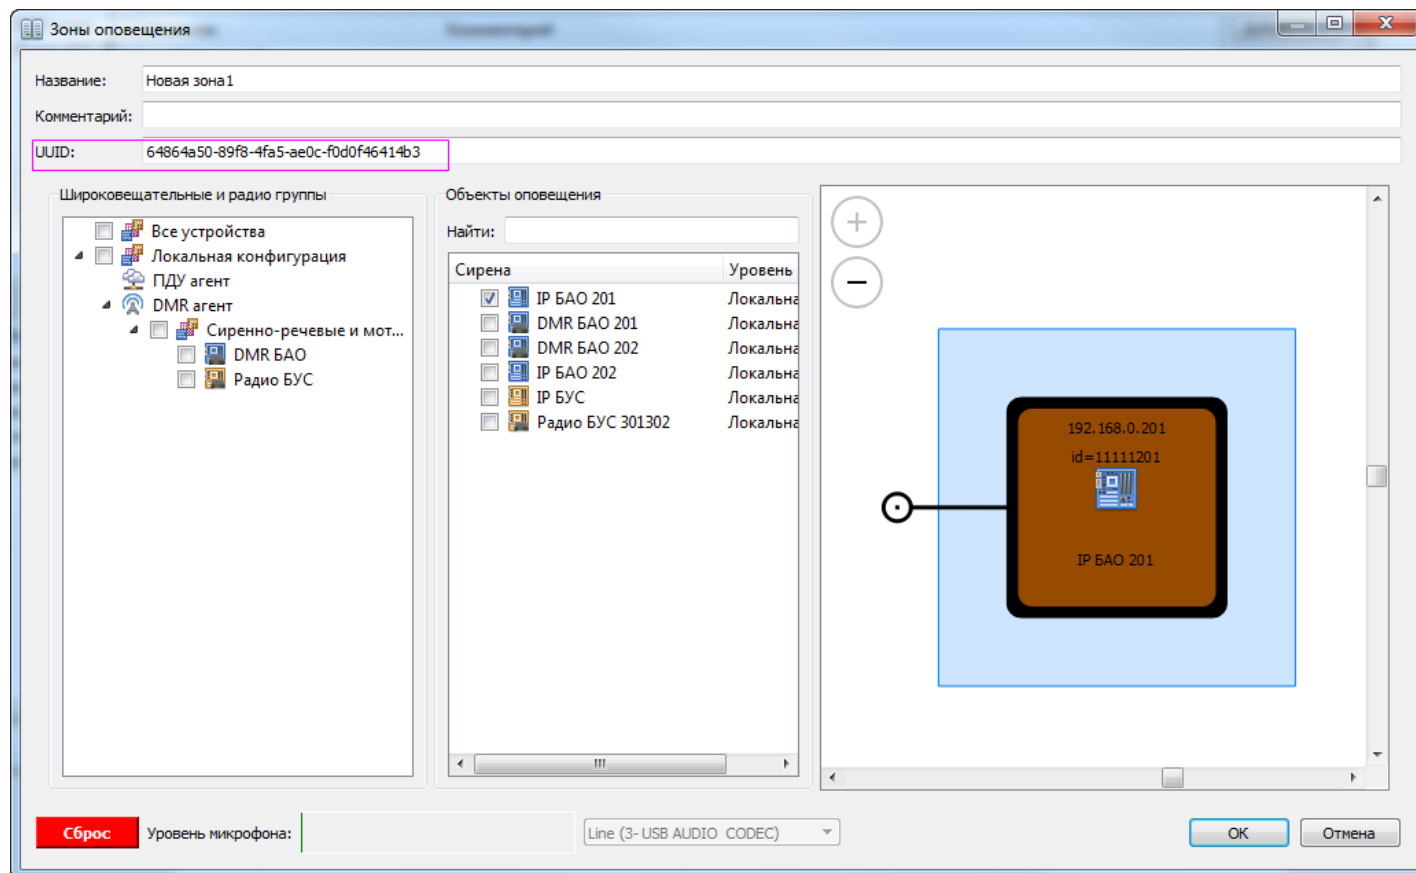 Зоны оповещения
Название: Новая зона1
Комментарий:
UUID: 64864a50-89f8-4fa5-ae0c-f0d0f46414b3
Широковещательные и радио группы
Все устройства
Локальная конфигурация
ПДУ агент
DMR агент
Сиренно-речевые и мот...
DMR БАО
Радио БУС
Объекты оповещения
Найти:
Сирена Уровень
IP БАО 201 Локальна
DMR БАО 201 Локальна
DMR БАО 202 Локальна
IP БАО 202 Локальна
IP БУС Локальна
Радио БУС 301302 Локальна
192.168.0.201
id=11111201
IP БАО 201
Сброс Уровень микрофона: Line (3- USB AUDIO CODEC) OK Отмена